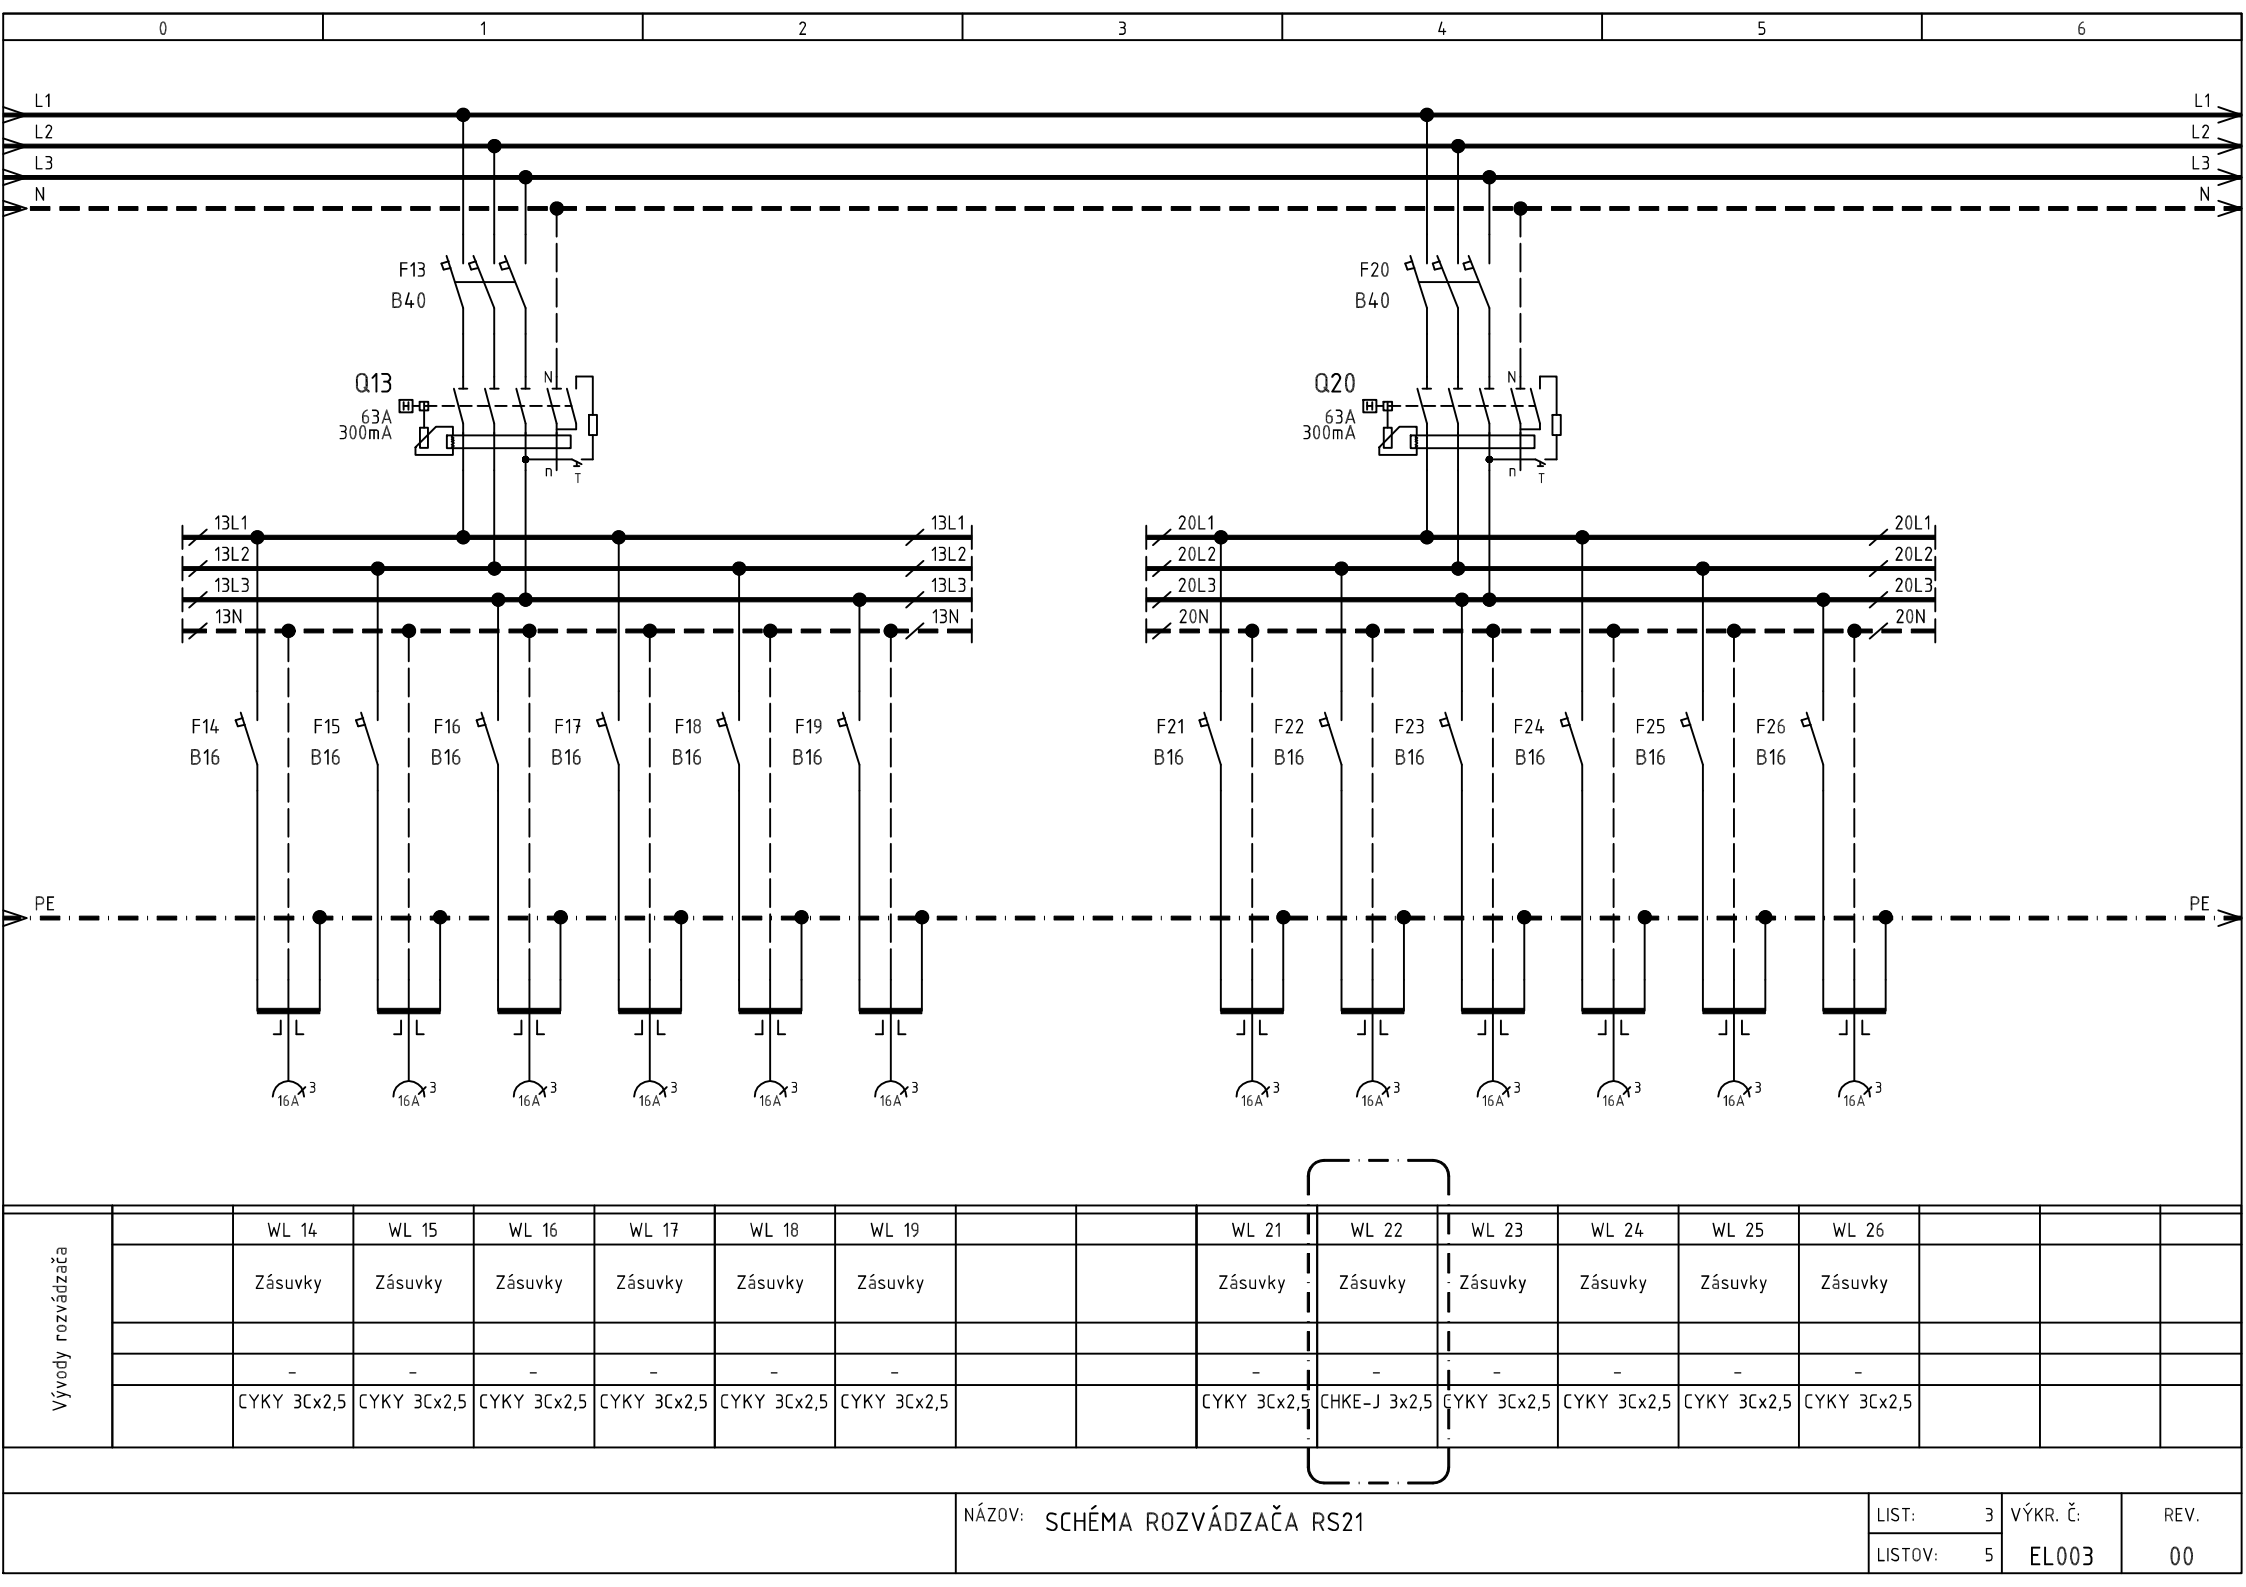 0 1 2 3 4 5 6
L1 L1
L2 L2
L3 L3
N N
F13 F20
B40 B40
N N
Q13 Q20
63A 63A
300mA 300mA
n n
T T
13L1 13L1 20L1 20L1
13L2 13L2 20L2 20L2
13L3 13L3 20L3 20L3
13N 13N 20N 20N
F14 F15 F16 F17 F18 F19 F21 F22 F23 F24 F25 F26
B16 B16 B16 B16 B16 B16 B16 B16 B16 B16 B16 B16
PE PE
3 3 3 3 3 3 3 3 3 3 3 3
16A 16A 16A 16A 16A 16A 16A 16A 16A 16A 16A 16A
Vývody rozvádzača
WL 14 WL 15 WL 16 WL 17 WL 18 WL 19 WL 21 WL 22 WL 23 WL 24 WL 25 WL 26
Zásuvky Zásuvky Zásuvky Zásuvky Zásuvky Zásuvky Zásuvky Zásuvky Zásuvky Zásuvky Zásuvky Zásuvky
- - - - - - - - - - - -
CYKY 3Cx2,5 CYKY 3Cx2,5 CYKY 3Cx2,5 CYKY 3Cx2,5 CYKY 3Cx2,5 CYKY 3Cx2,5 CYKY 3Cx2,5 CHKE-J 3x2,5 CYKY 3Cx2,5 CYKY 3Cx2,5 CYKY 3Cx2,5 CYKY 3Cx2,5
NÁZOV: SCHÉMA ROZVÁDZAČA RS21
LIST: 3 VÝKR. Č: REV.
LISTOV: 5 EL003 00